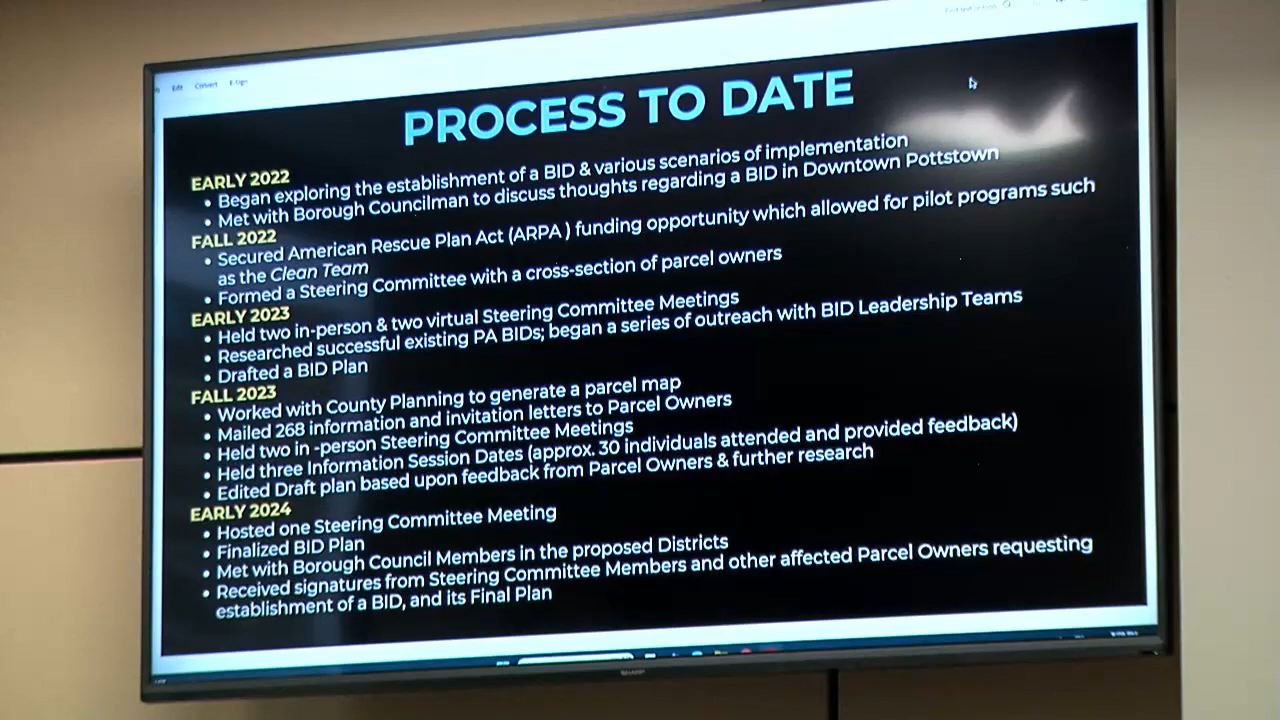 Edit Convert E-Sign
PROCESS TO DATE
EARLY 2022
• Began exploring the establishment of a BID & various scenarios of implementation
• Met with Borough Councilman to discuss thoughts regarding a BID in Downtown Pottstown
FALL 2022
• Secured American Rescue Plan Act (ARPA ) funding opportunity which allowed for pilot programs such
as the Clean Team
• Formed a Steering Committee with a cross-section of parcel owners
EARLY 2023
• Held two in-person & two virtual Steering Committee Meetings
• Researched successful existing PA BIDs; began a series of outreach with BID Leadership Teams
• Drafted a BID Plan
FALL 2023
• Worked with County Planning to generate a parcel map
• Mailed 268 information and invitation letters to Parcel Owners
• Held two in -person Steering Committee Meetings
• Held three Information Session Dates (approx. 30 individuals attended and provided feedback)
• Edited Draft plan based upon feedback from Parcel Owners & further research
EARLY 2024
• Hosted one Steering Committee Meeting
• Finalized BID Plan
• Met with Borough Council Members in the proposed Districts
• Received signatures from Steering Committee Members and other affected Parcel Owners requesting
establishment of a BID, and its Final Plan
SHARP